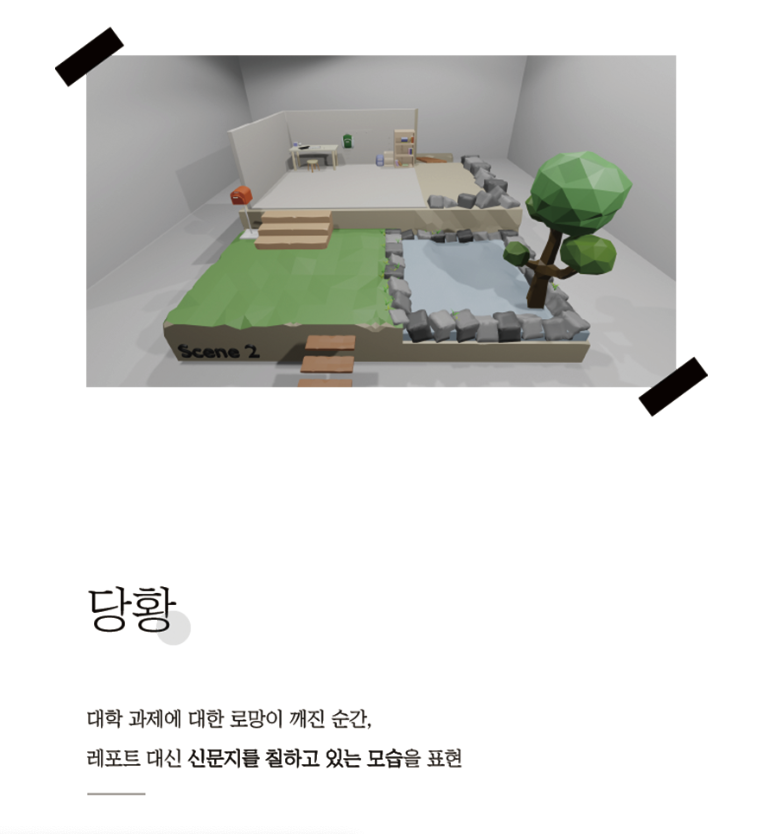 Scene 2
당황
대학 과제에 대한 로망이 깨진 순간,
레포트 대신 신문지를 칠하고 있는 모습을 표현